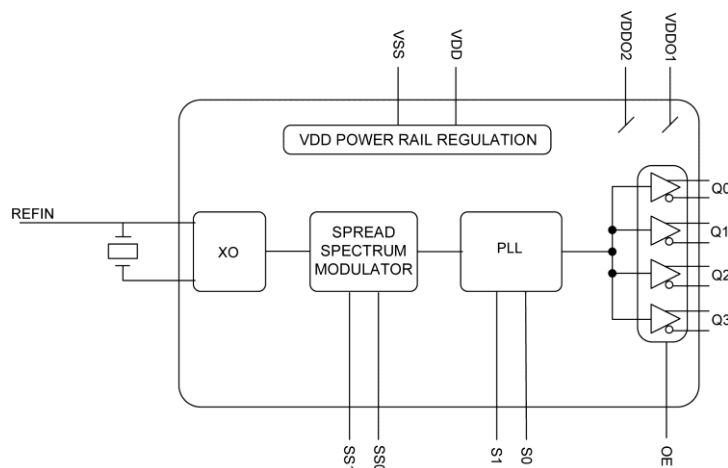 VSS
VDD
VDDO2
VDDO1
VDD POWER RAIL REGULATION
REFIN
XO
SPREAD
SPECTRUM
MODULATOR
PLL
Q0
Q1
Q2
Q3
S1
S0
OE